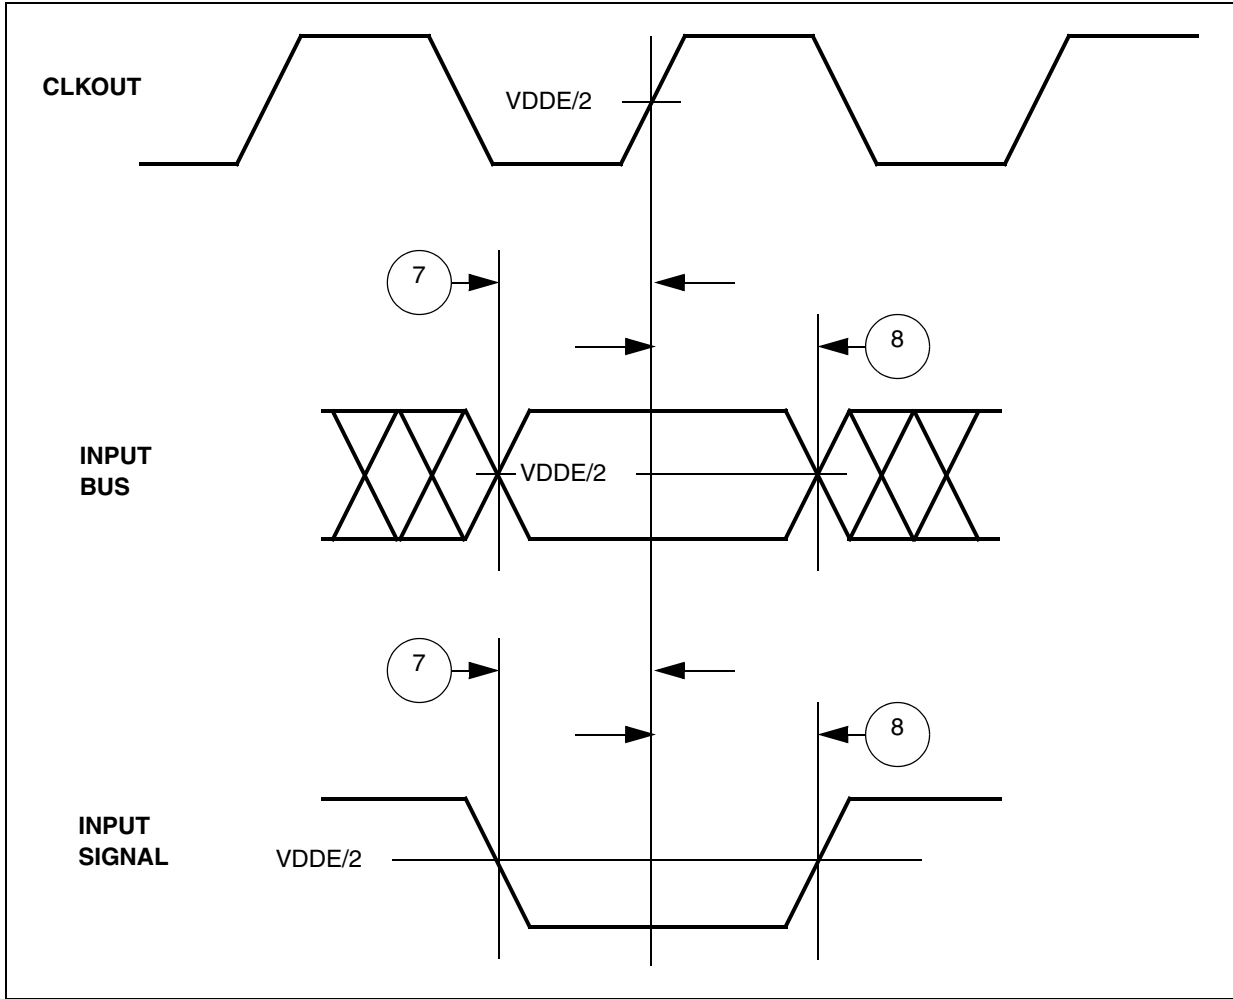 CLKOUT
VDDE/2
7
8
INPUT
BUS
VDDE/2
7
8
INPUT
SIGNAL
VDDE/2